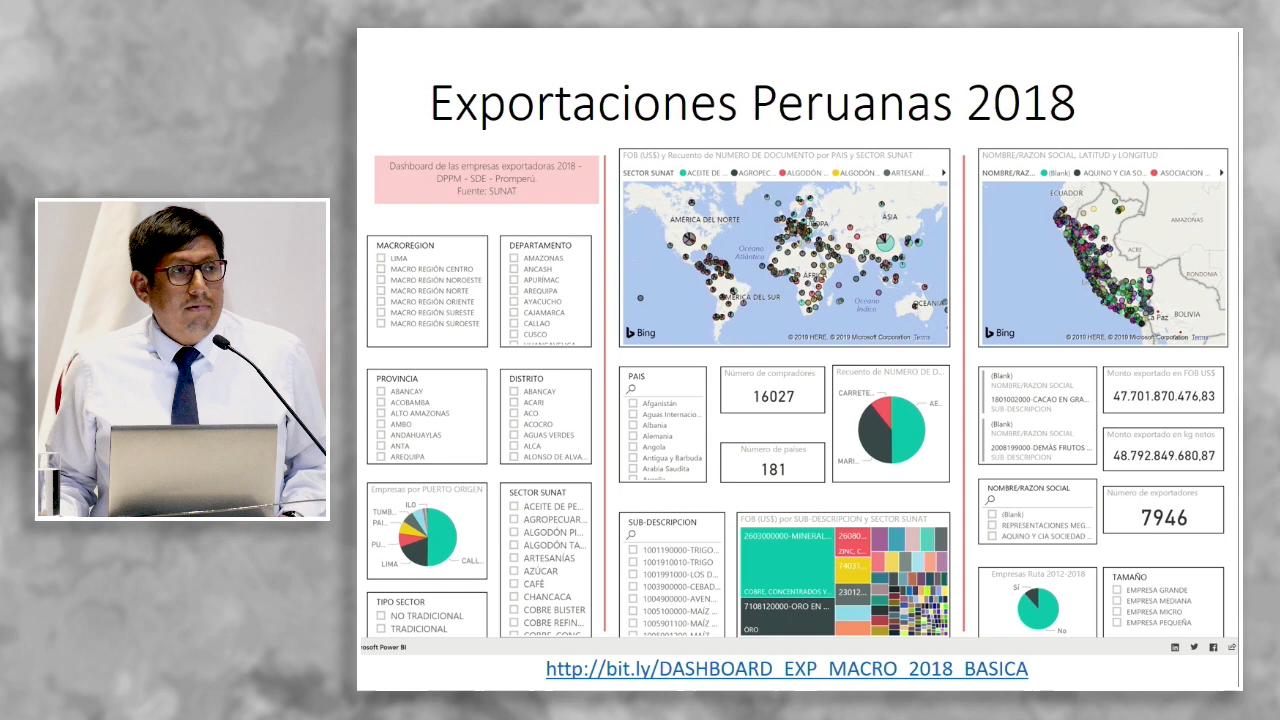 Exportaciones Peruanas 2018
Dashboard de las empresas exportadoras 2018 -
DPPM - SDE - Promperú.
Fuente: SUNAT
MACROREGION
LIMA
MACRO REGIÓN CENTRO
MACRO REGIÓN NOROESTE
MACRO REGIÓN NORTE
MACRO REGIÓN ORIENTE
MACRO REGIÓN SURESTE
MACRO REGIÓN SUROESTE
DEPARTAMENTO
AMAZONAS
ANCASH
APURÍMAC
AREQUIPA
AYACUCHO
CAJAMARCA
CALLAO
CUSCO
PROVINCIA
ABANCAY
ACOBAMBA
ALTO AMAZONAS
AMBO
ANDAHUAYLAS
ANTA
AREQUIPA
DISTRITO
ABANCAY
ACARI
ACO
ACOCRO
AGUAS VERDES
ALCA
ALONSO DE ALVA...
Empresas por PUERTO ORIGEN
ILO
TUMB...
PAI...
PU...
LIMA
CALL...
SECTOR SUNAT
ACEITE DE PE...
AGROPECUAR...
ALGODÓN PI...
ALGODÓN TA...
ARTESANÍAS
AZÚCAR
CAFÉ
CHANCACA
COBRE BLISTER
COBRE REFIN...
TIPO SECTOR
NO TRADICIONAL
TRADICIONAL
FOB (US$) y Recuento de NUMERO DE DOCUMENTO por PAIS y SECTOR SUNAT
SECTOR SUNAT ACEITE DE ... AGROPEC... ALGODÓN ... ALGODÓN... ARTESANÍ...
AMÉRICA DEL NORTE
ASIA
Océano
Atlántico
AMÉRICA DEL SUR
Océano
Índico
OCEANIA
Bing
© 2019 HERE, © 2019 Microsoft Corporation Terms
PAIS
Afganistán
Aguas Internacio...
Albania
Alemania
Angola
Antigua y Barbuda
Arabia Saudita
Número de compradores
16027
Número de países
181
Recuento de NUMERO DE D...
CARRETE...
AE...
MARI...
SUB-DESCRIPCION
1001190000-TRIGO...
1001910010-TRIGO
1001991000-LOS D...
1003900000-CEBAD...
1004900000-AVEN...
1005100000-MAÍZ ...
1005901100-MAÍZ ...
FOB (US$) por SUB-DESCRIPCION y SECTOR SUNAT
2603000000-MINERAL...
COBRE, CONCENTRADOS Y...
7108120000-ORO EN ...
ORO
26080...
ZINC, C...
74031...
23012...
NOMBRE/RAZON SOCIAL, LATITUD y LONGITUD
NOMBRE/RAZ... (Blank) AQUINO Y CIA SO... ASOCIACION ...
ECUADOR
AMAZONAS
ACRE
RONDONIA
BOLIVIA
Paz
Bing
© 2019 HERE, © 2019 Microsoft Corporation Terms
(Blank)
NOMBRE/RAZON SOCIAL
1801002000-CACAO EN GRA...
SUB-DESCRIPCION
(Blank)
NOMBRE/RAZON SOCIAL
2008199000-DEMÁS FRUTOS ...
SUB-DESCRIPCION
Monto exportado en FOB US$
47.701.870.476,83
Monto exportado en kg netos
48.792.849.680,87
NOMBRE/RAZON SOCIAL
(Blank)
REPRESENTACIONES MEG...
AQUINO Y CIA SOCIEDAD ...
Número de exportadores
7946
Empresas Ruta 2012-2018
Sí
No
TAMAÑO
EMPRESA GRANDE
EMPRESA MEDIANA
EMPRESA MICRO
EMPRESA PEQUEÑA
rosoft Power BI
http://bit.ly/DASHBOARD_EXP_MACRO_2018_BASICA